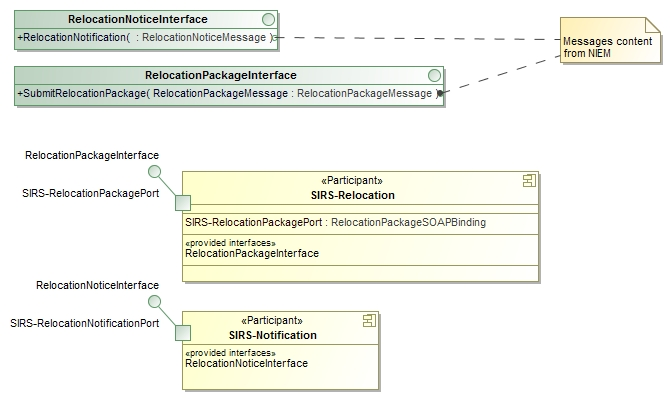 RelocationNoticeInterface
+RelocationNotification( : RelocationNoticeMessage )
Messages content
from NIEM
RelocationPackageInterface
+SubmitRelocationPackage( RelocationPackageMessage : RelocationPackageMessage )
RelocationPackageInterface
SIRS-RelocationPackagePort
«Participant»
SIRS-Relocation
SIRS-RelocationPackagePort : RelocationPackageSOAPBinding
«provided interfaces»
RelocationPackageInterface
RelocationNoticeInterface
SIRS-RelocationNotificationPort
«Participant»
SIRS-Notification
«provided interfaces»
RelocationNoticeInterface